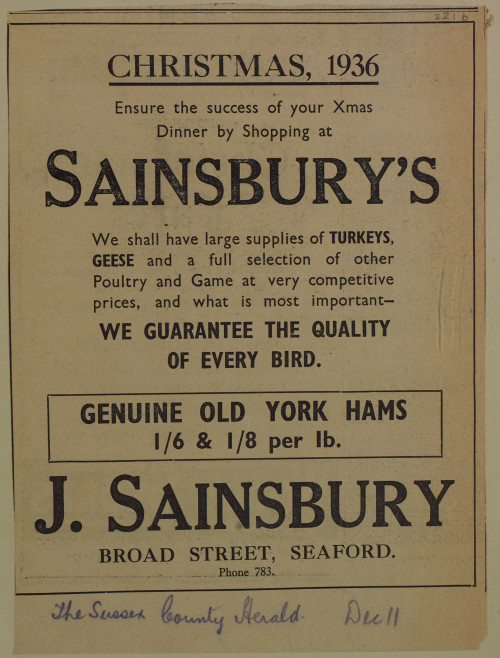 221b
CHRISTMAS, 1936
Ensure the success of your Xmas
Dinner by Shopping at
SAINSBURY'S
We shall have large supplies of TURKEYS,
GEESE and a full selection of other
Poultry and Game at very competitive
prices, and what is most important—
WE GUARANTEE THE QUALITY
OF EVERY BIRD.
GENUINE OLD YORK HAMS
1/6 & 1/8 per lb.
J. SAINSBURY
BROAD STREET, SEAFORD.
Phone 783.
The Sussex County Herald. Dec 11